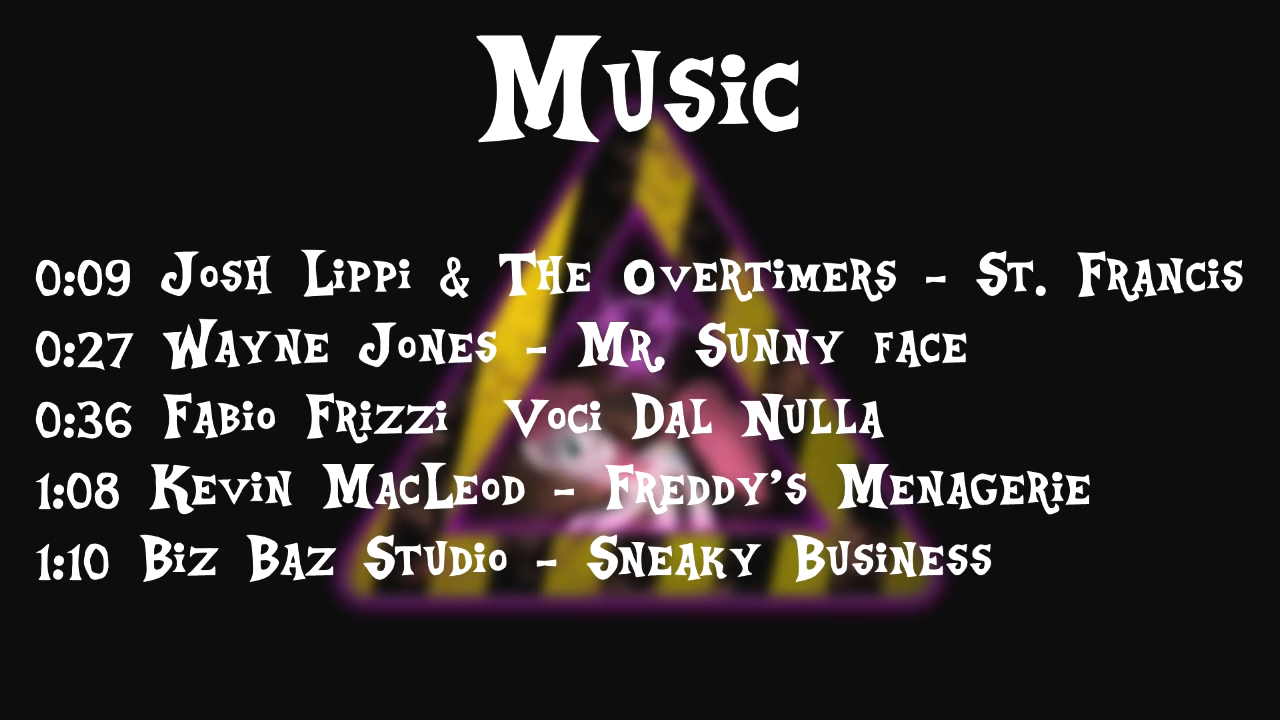 Music
0:09 Josh Lippi & The Overtimers - St. Francis
0:27 Wayne Jones - Mr. Sunny face
0:36 Fabio Frizzi Voci Dal Nulla
1:08 Kevin MacLeod - Freddy's Menagerie
1:10 Biz Baz Studio - Sneaky Business